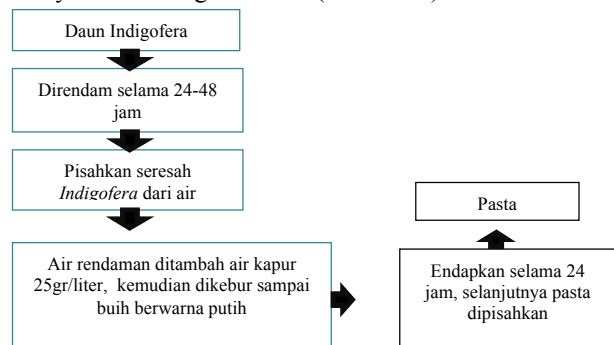 Daun Indigofera
Direndam selama 24-48
jam
Pisahkan seresah
Indigofera dari air
Air rendaman ditambah air kapur
25gr/liter, kemudian dikebur sampai
buih berwarna putih
Endapkan selama 24
jam, selanjutnya pasta
dipisahkan
Pasta